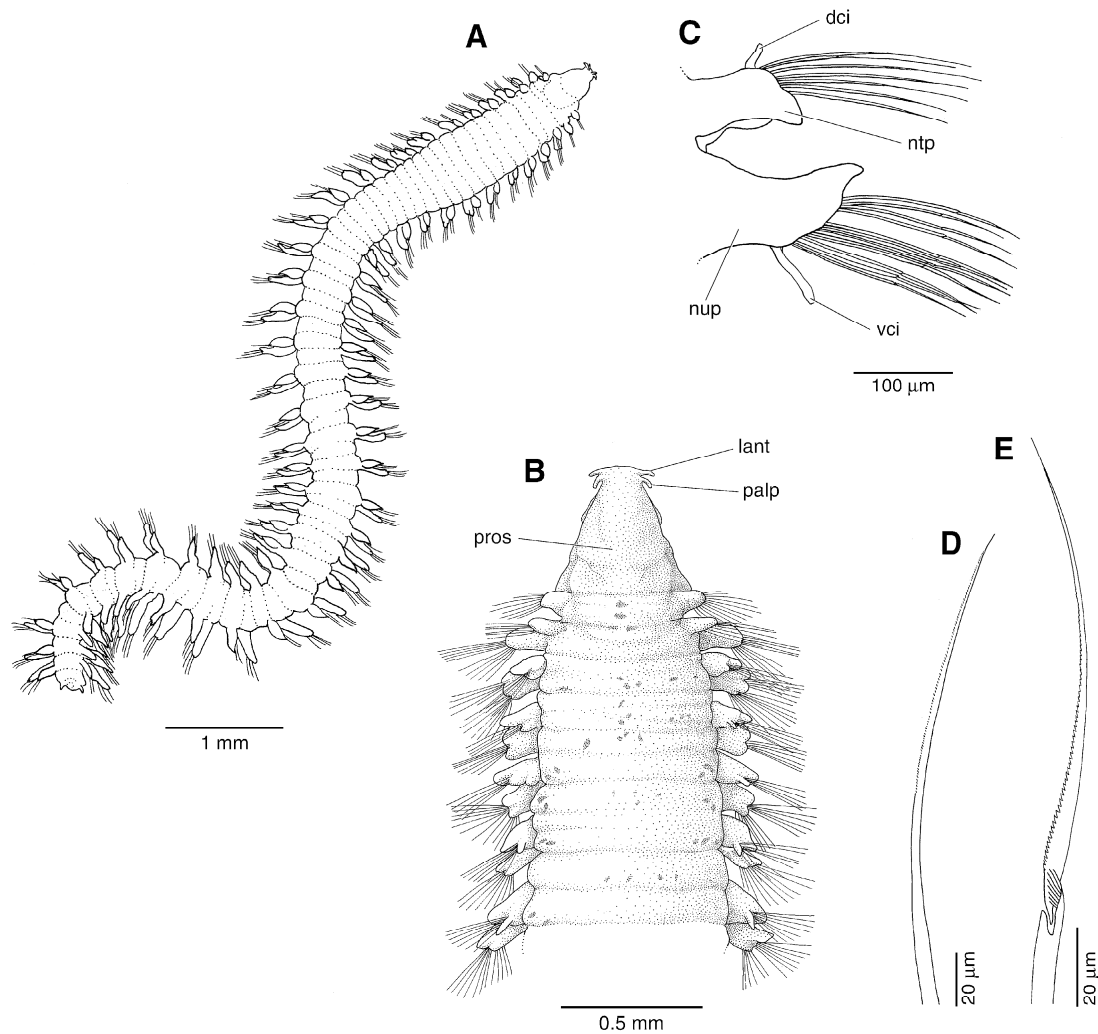 A
1 mm
C
dci
ntp
nup
vci
100 µm
B
lant
palp
pros
0.5 mm
D
20 µm
E
20 µm